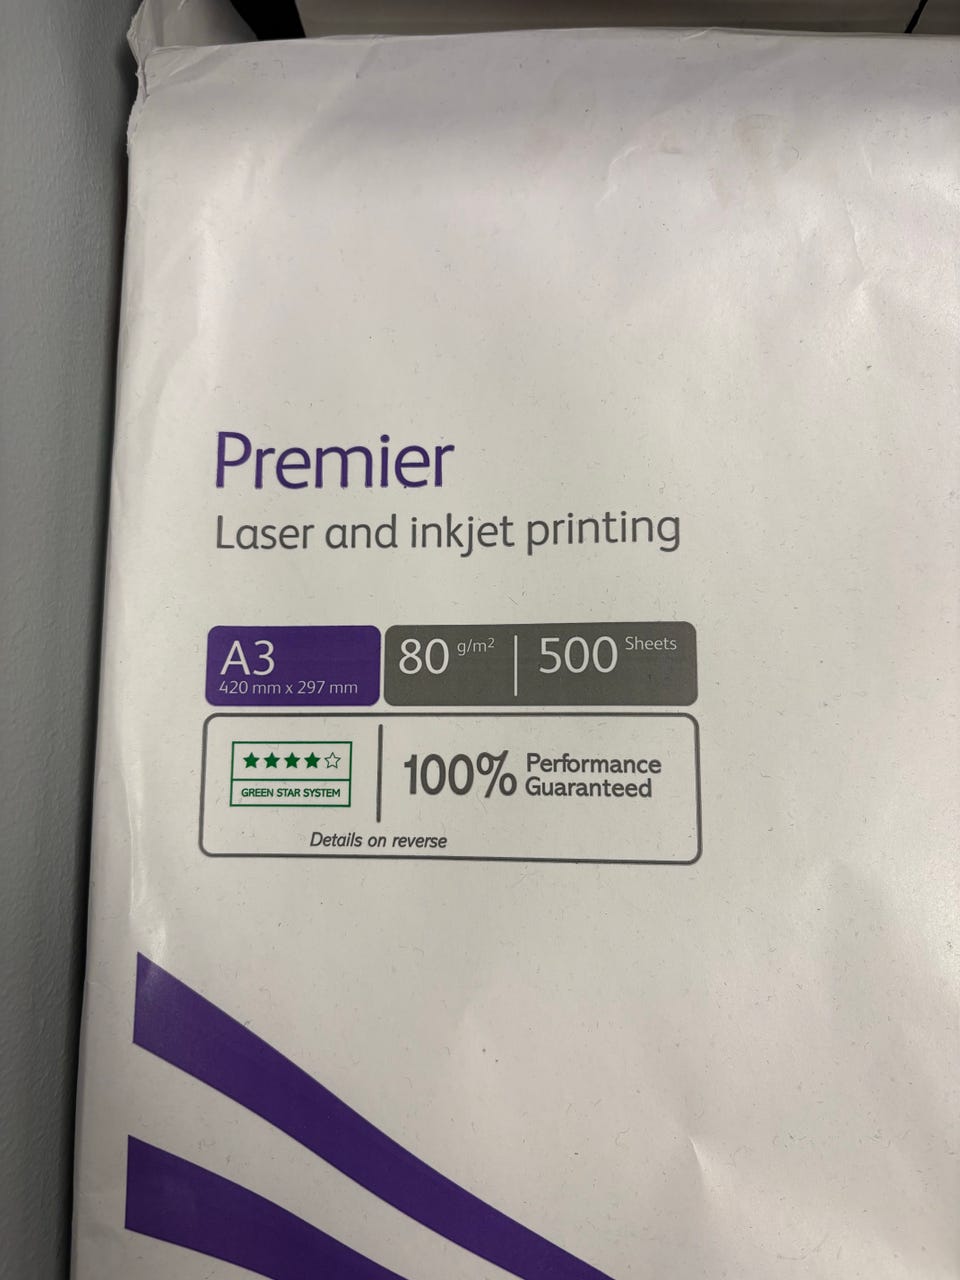 Premier
Laser and inkjet printing
A3
420 mm x 297 mm
80 g/m² | 500 Sheets
★★★★☆
GREEN STAR SYSTEM
100% Performance
Guaranteed
Details on reverse